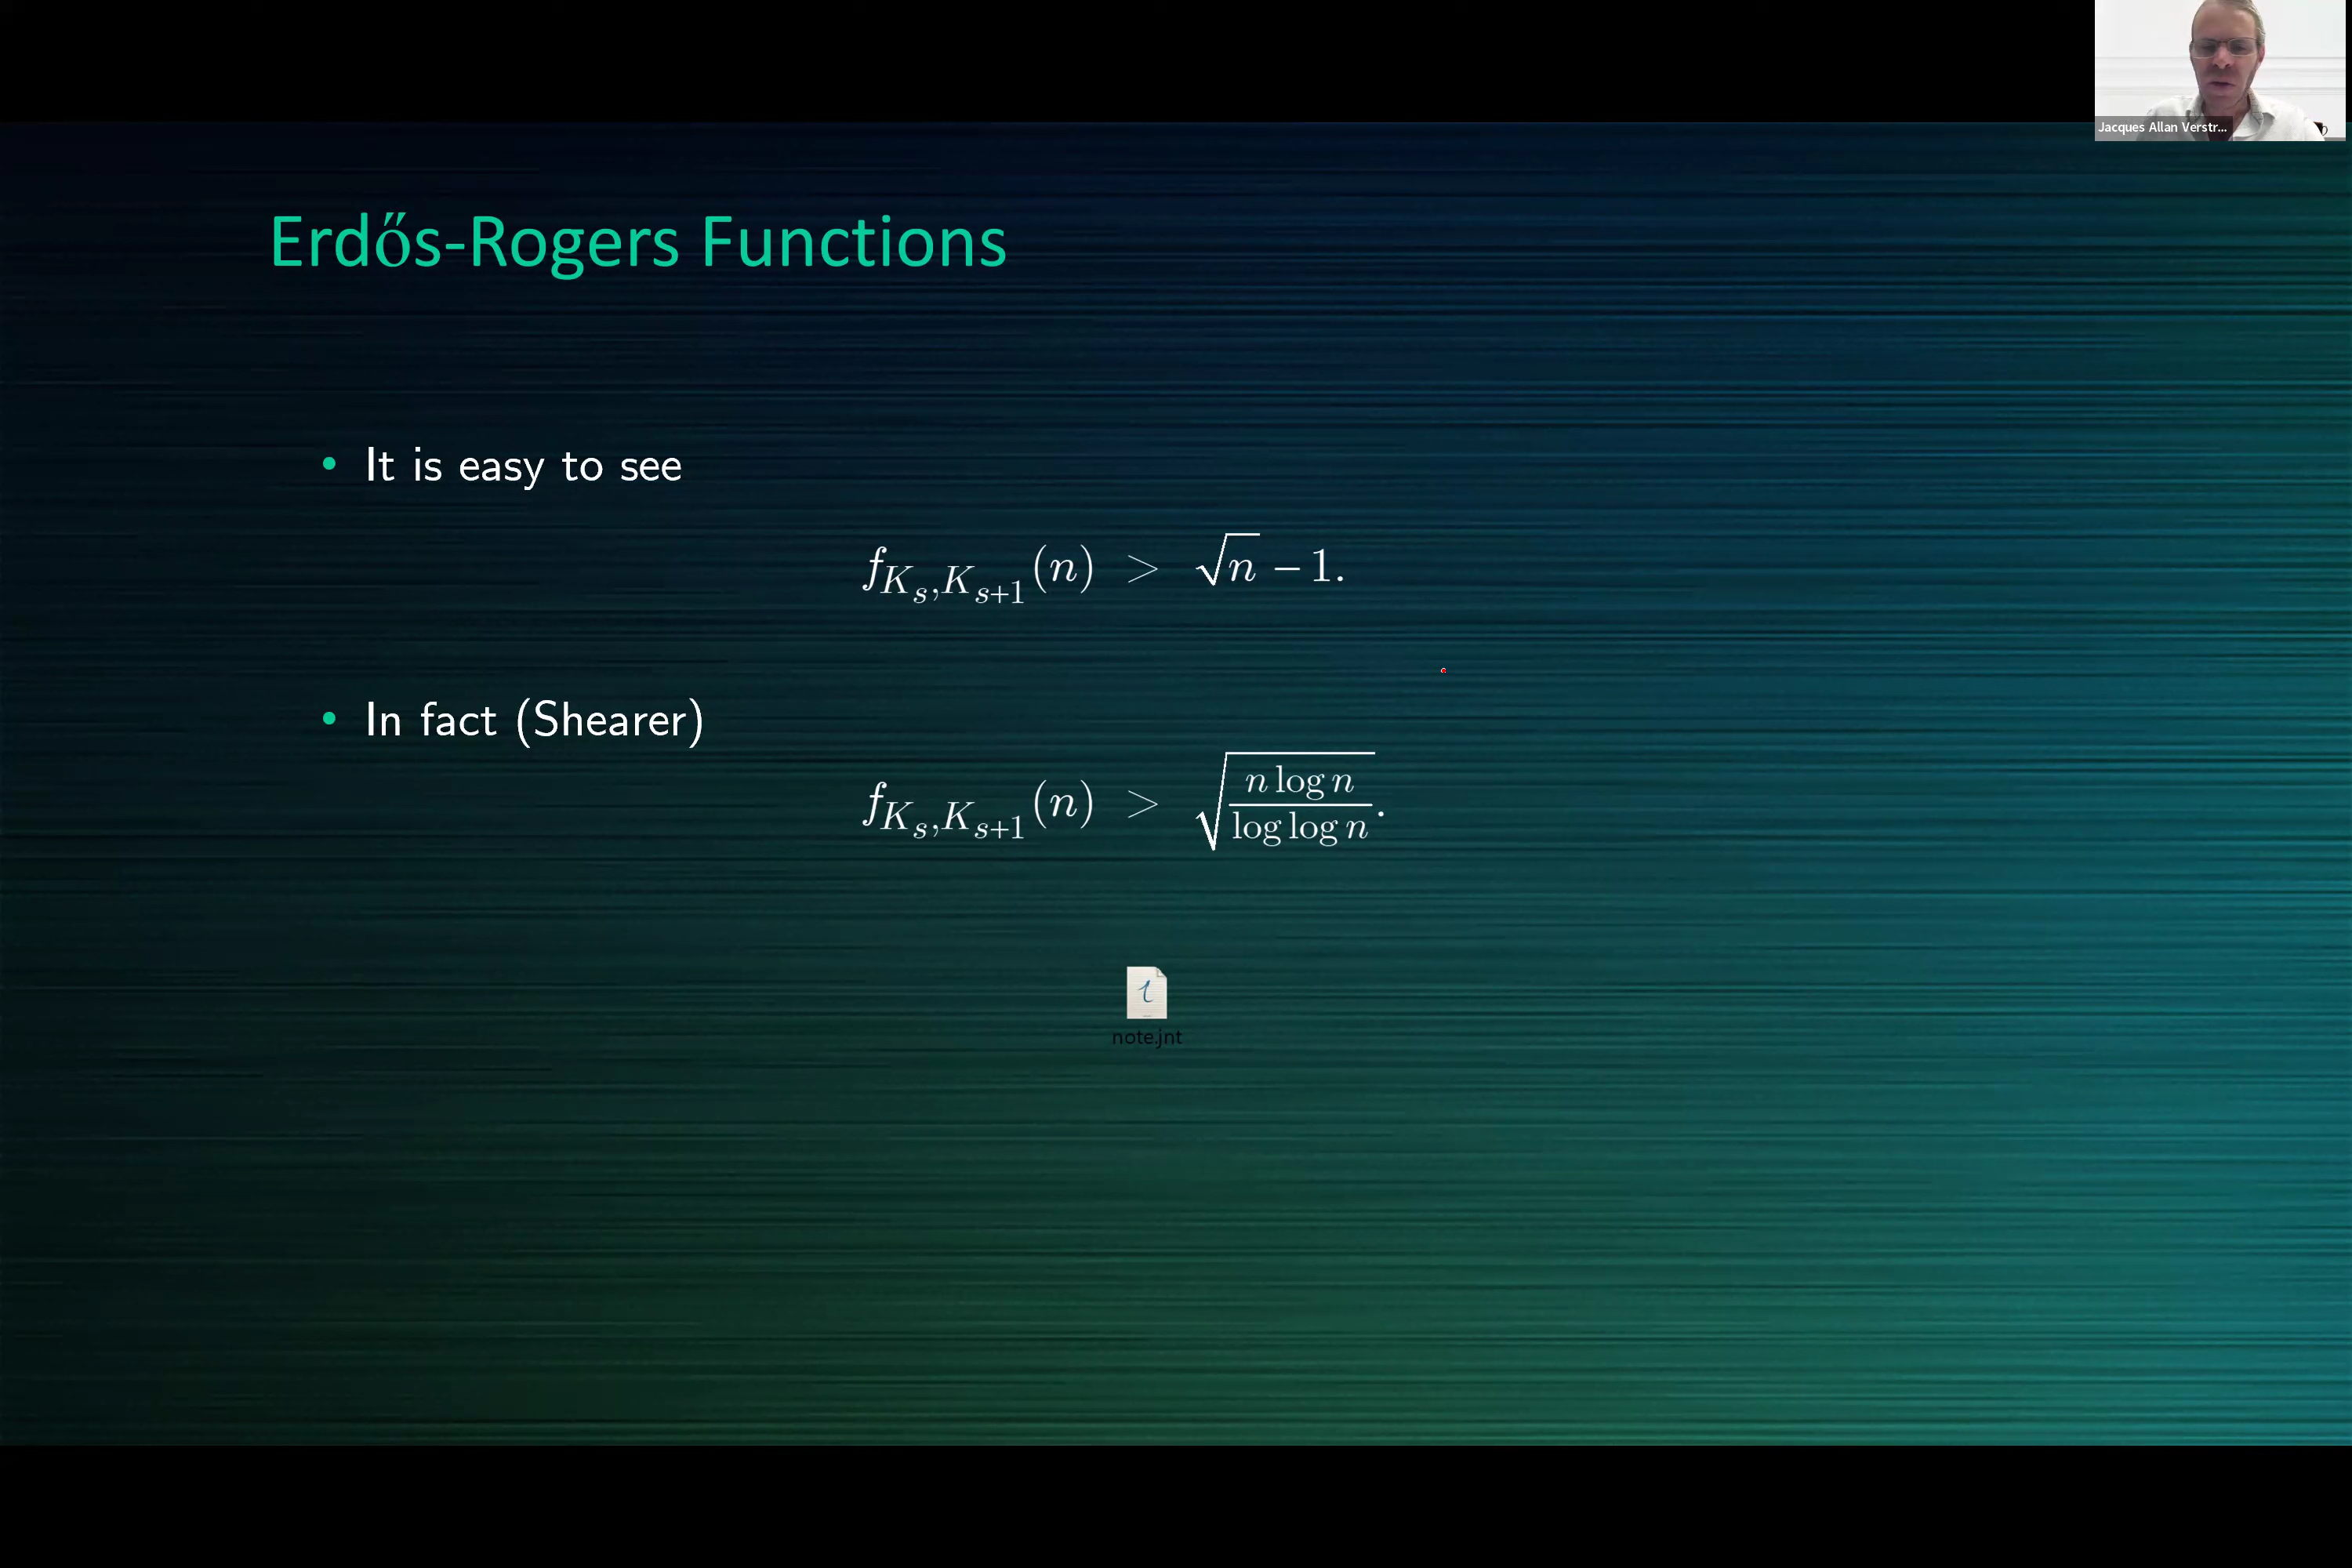 Jacques Allan Verstr...
Erdős-Rogers Functions
• It is easy to see
f_{K_s,K_{s+1}}(n) > √n − 1.
• In fact (Shearer)
f_{K_s,K_{s+1}}(n) > √(n log n / log log n).
note.jnt